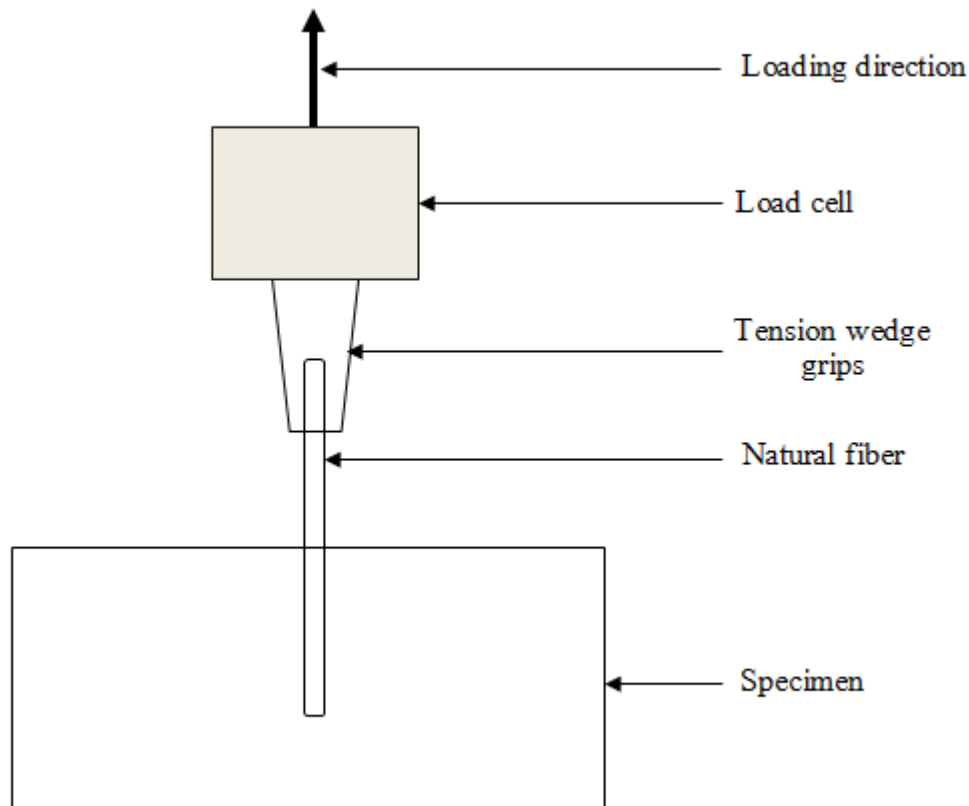 Loading direction
Load cell
Tension wedge
grips
Natural fiber
Specimen